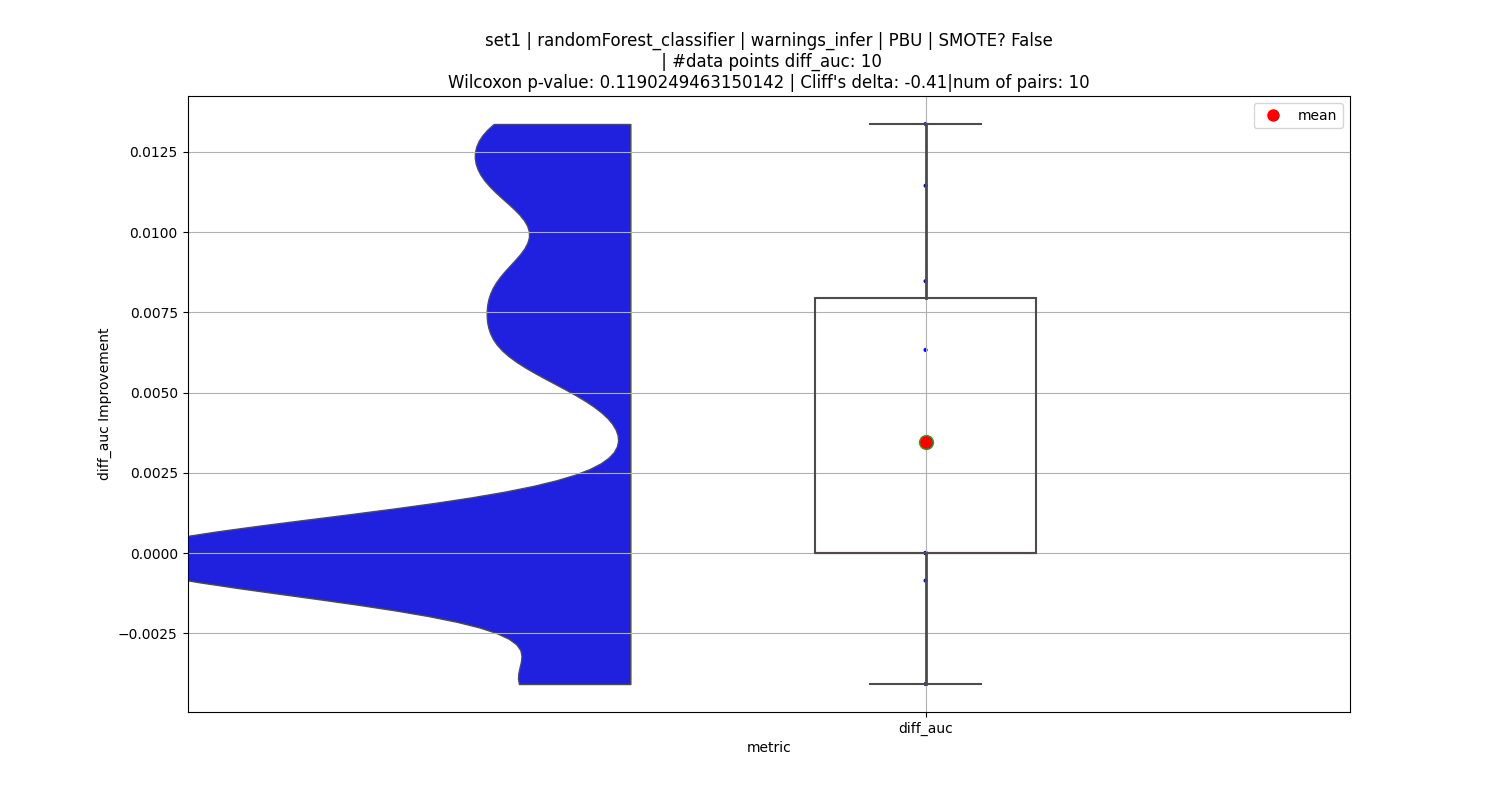 set1 | randomForest_classifier | warnings_infer | PBU | SMOTE? False
| #data points diff_auc: 10
Wilcoxon p-value: 0.1190249463150142 | Cliff's delta: -0.41|num of pairs: 10
mean
0.0125
0.0100
0.0075
0.0050
0.0025
0.0000
−0.0025
diff_auc Improvement
diff_auc
metric